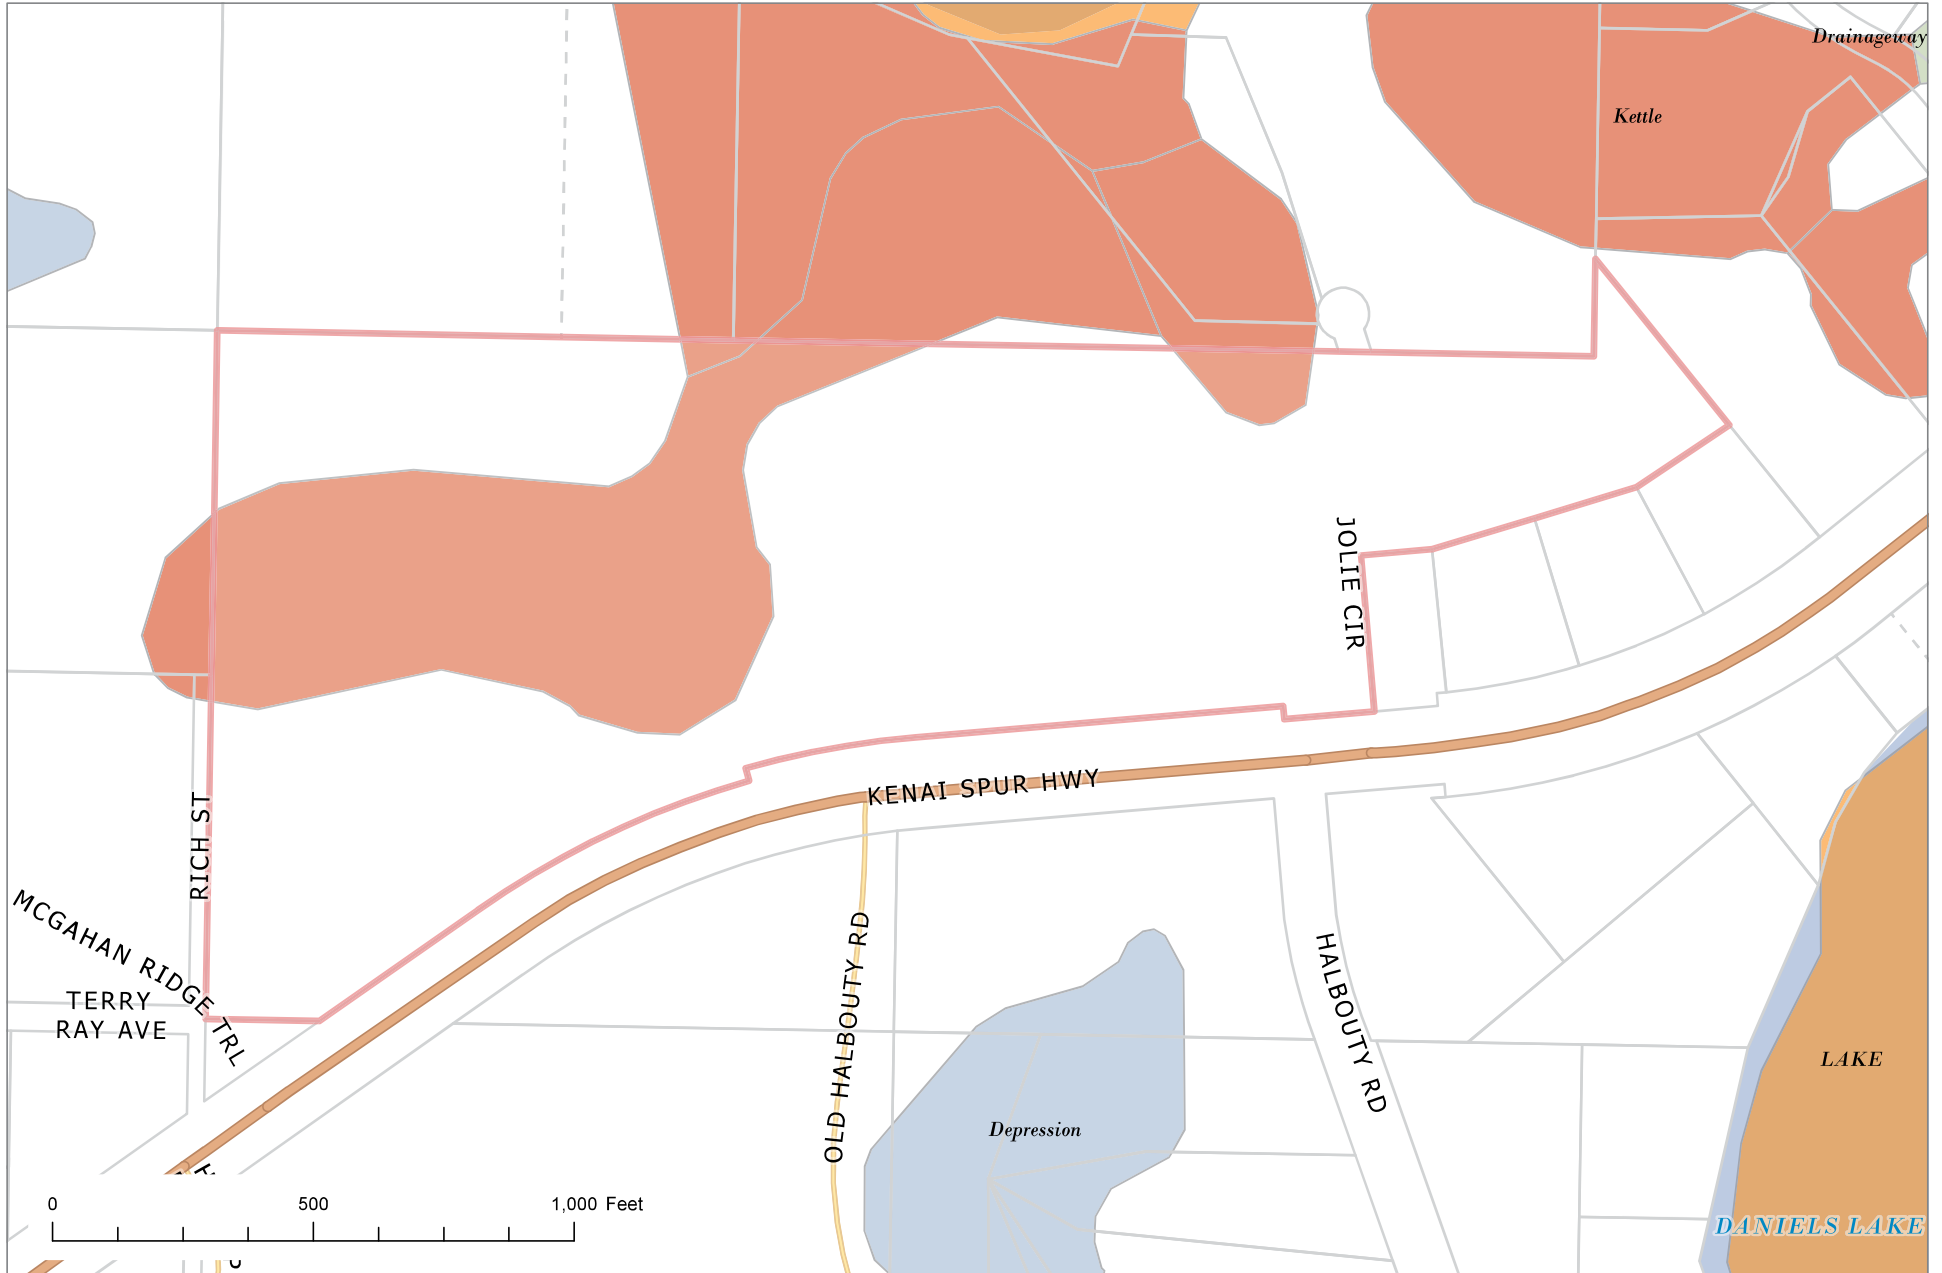 Drainageway
Kettle
JOLIE CIR
KENAI SPUR HWY
RICH ST
MCGAHAN RIDGE TRL
TERRY
RAY AVE
OLD HALBOUTY RD
HALBOUTY RD
LAKE
Depression
0 500 1,000 Feet
DANIELS LAKE